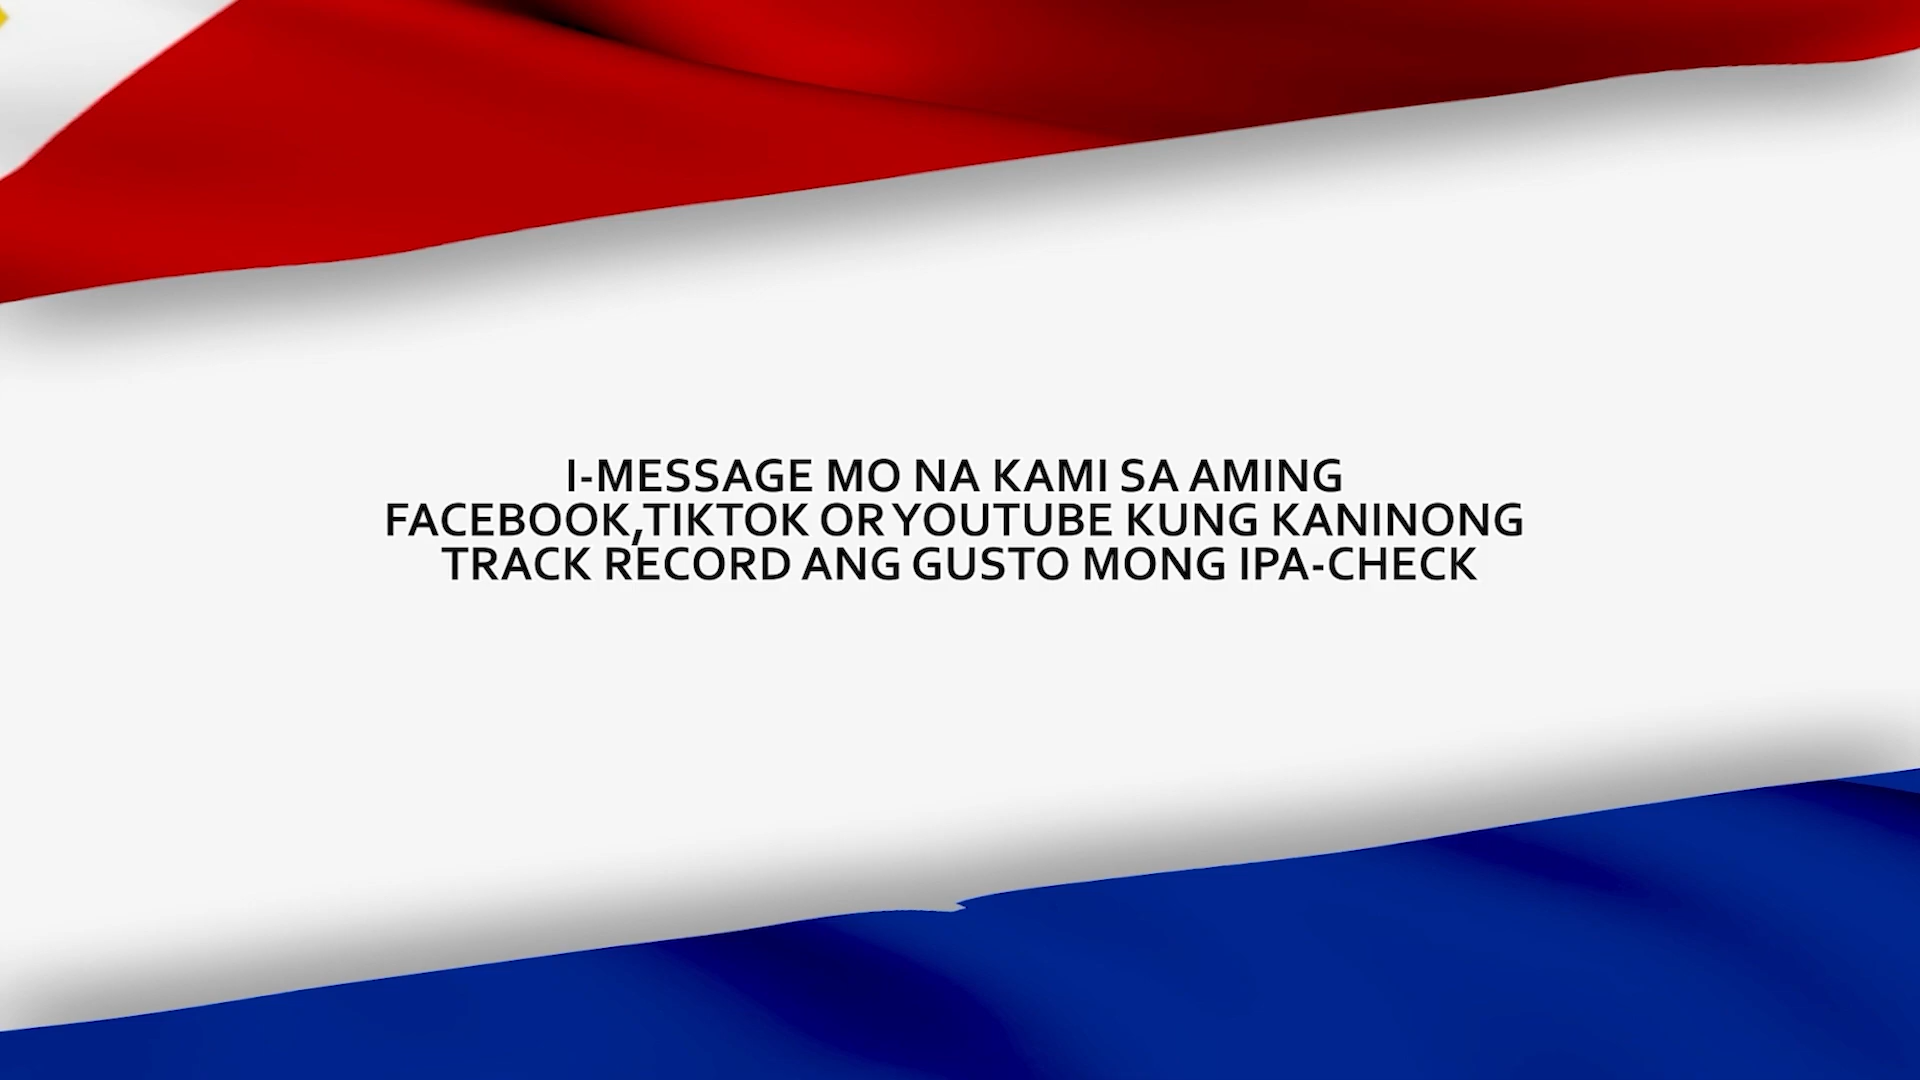 I-MESSAGE MO NA KAMI SA AMING
FACEBOOK,TIKTOK OR YOUTUBE KUNG KANINONG
TRACK RECORD ANG GUSTO MONG IPA-CHECK